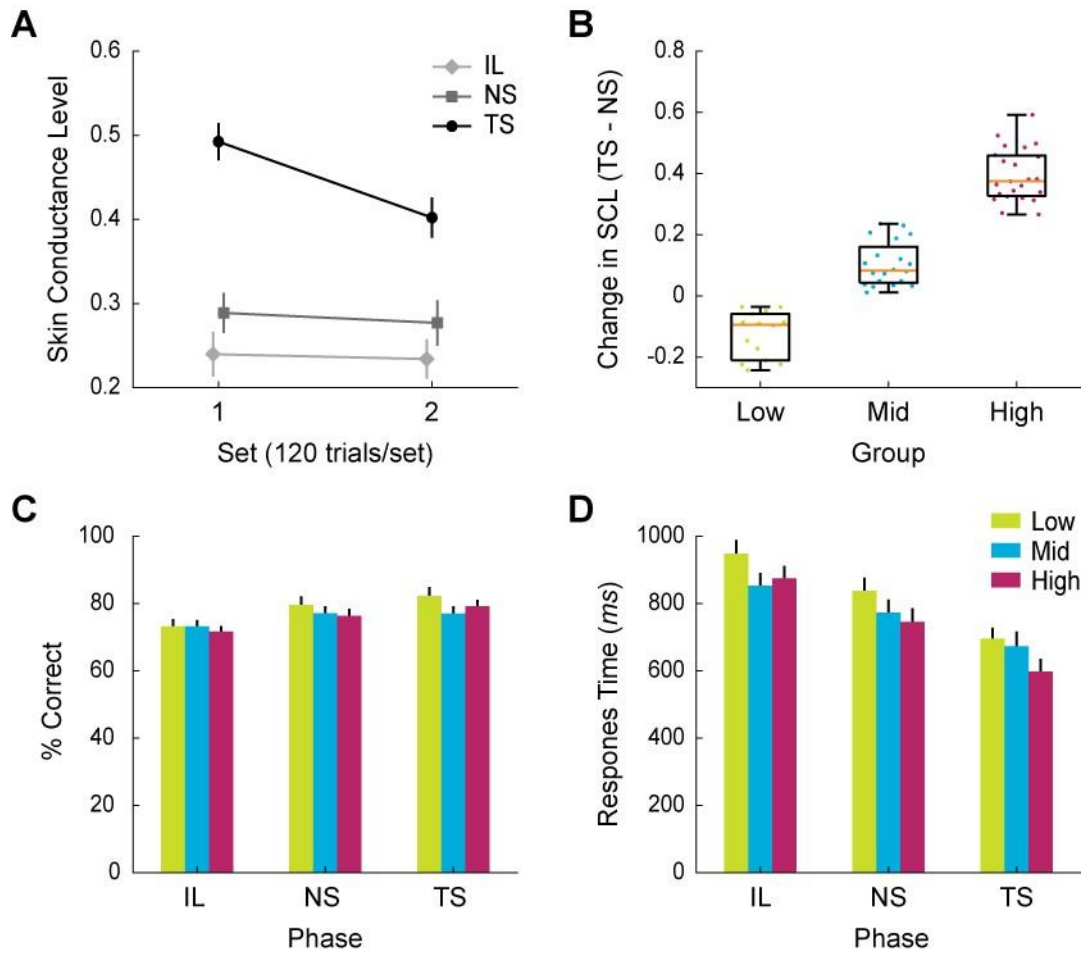 A
0.6
0.5
0.4
0.3
0.2
Skin Conductance Level
IL
NS
TS
1
2
Set (120 trials/set)
B
0.8
0.6
0.4
0.2
0
-0.2
Change in SCL (TS - NS)
Low
Mid
High
Group
C
100
80
60
40
20
0
% Correct
IL
NS
TS
Phase
D
1000
800
600
400
200
0
Respones Time (ms)
Low
Mid
High
IL
NS
TS
Phase